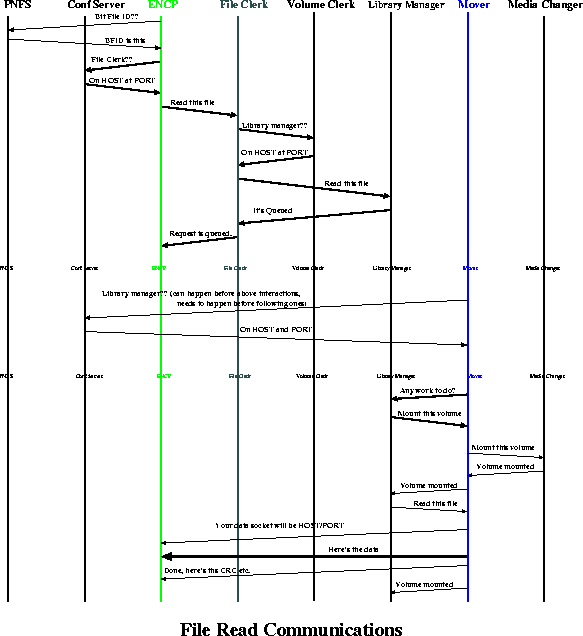 PNFS Conf Server ENCP File Clerk Volume Clerk Library Manager Mover Media Changer
Bit File ID??
BFID is this
File Clerk??
On HOST at PORT
Read this file
Library manager??
On HOST at PORT
Read this file
It's Queued
Request is queued.
PNFS Conf Server ENCP File Clerk Volume Clerk Library Manager Mover Media Changer
Library manager?? (can happen before above interactions,
needs to happen before following ones)
On HOST and PORT
PNFS Conf Server ENCP File Clerk Volume Clerk Library Manager Mover Media Changer
Any work to do?
Mount this volume
Mount this volume
Volume mounted
Volume mounted
Read this file
Your data socket will be HOST/PORT
Here's the data
Done, here's the CRC etc.
Volume mounted
File Read Communications